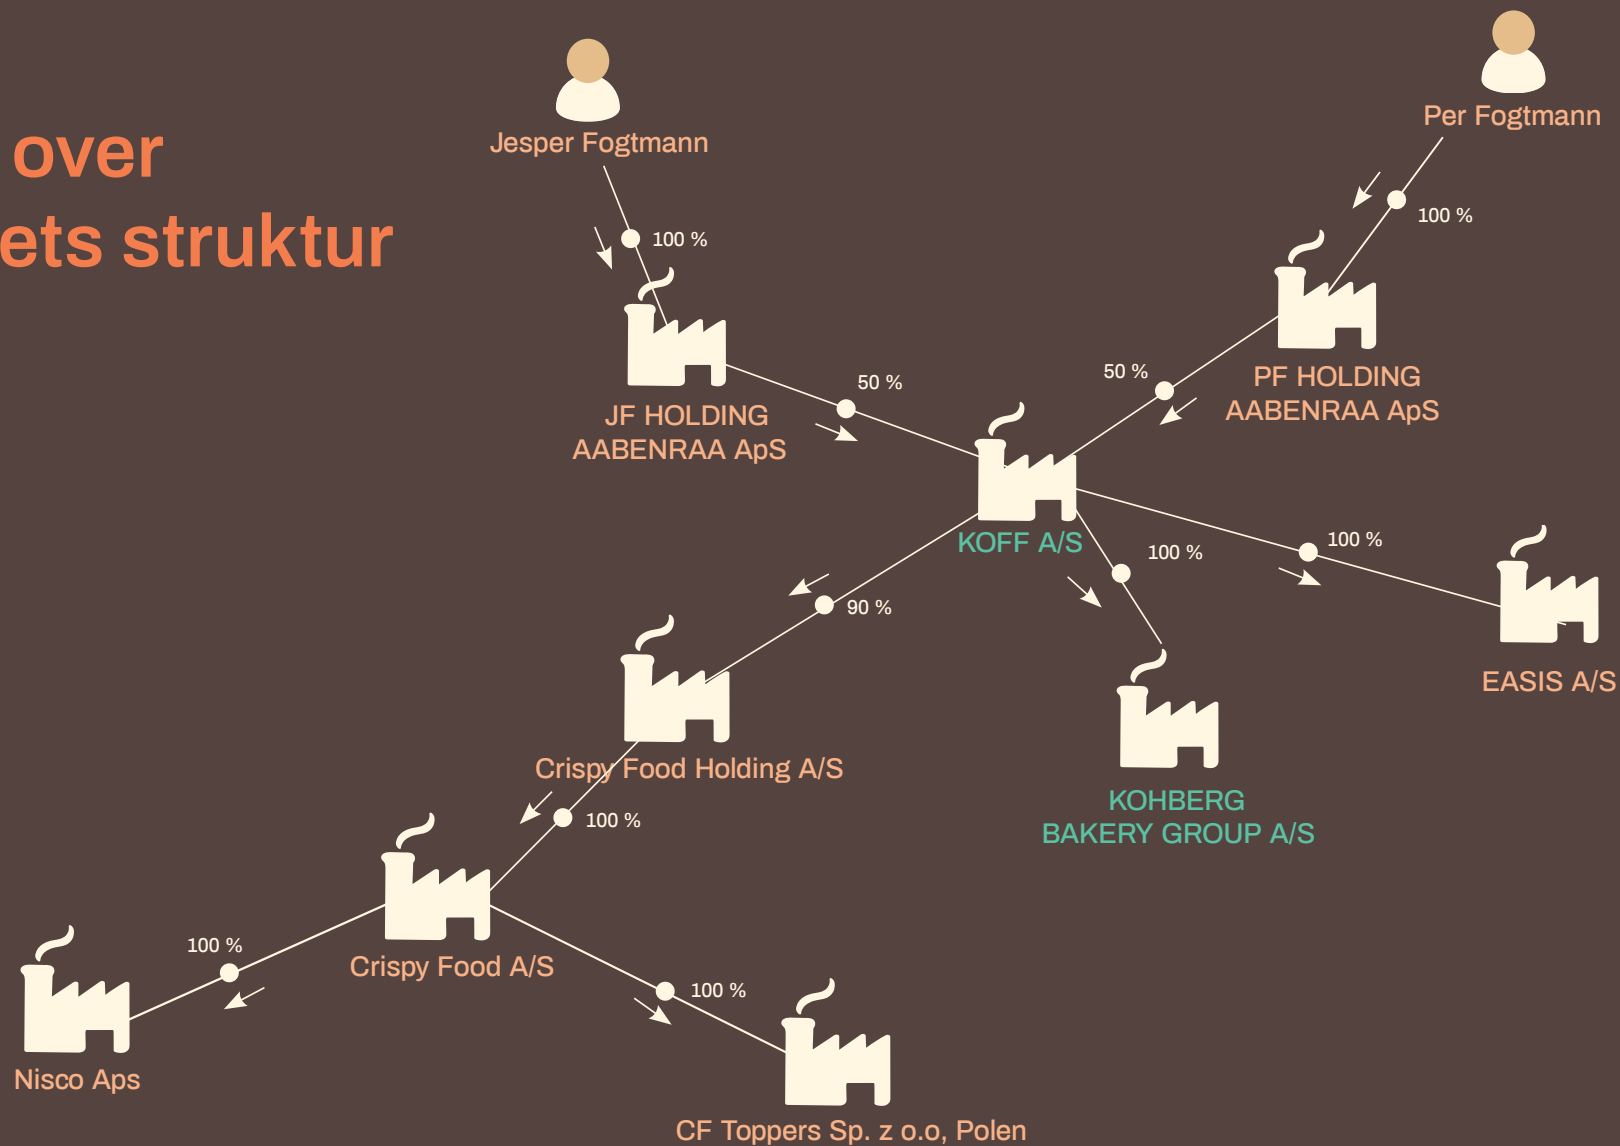 over
ets struktur
Jesper Fogtmann
Per Fogtmann
100 %
100 %
JF HOLDING
AABENRAA ApS
50 %
50 %
PF HOLDING
AABENRAA ApS
KOFF A/S
90 %
100 %
100 %
EASIS A/S
Crispy Food Holding A/S
100 %
KOHBERG
BAKERY GROUP A/S
Crispy Food A/S
100 %
100 %
Nisco Aps
CF Toppers Sp. z o.o, Polen